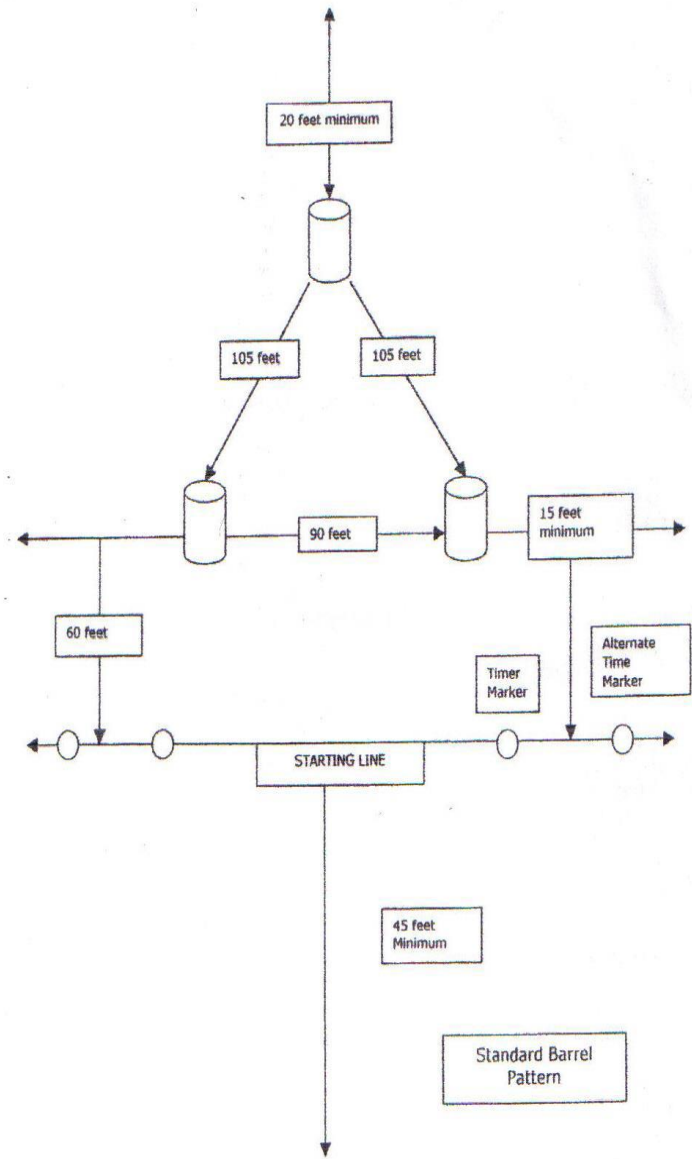 20 feet minimum
105 feet
105 feet
90 feet
15 feet
minimum
60 feet
Alternate
Time
Marker
Timer
Marker
STARTING LINE
45 feet
Minimum
Standard Barrel
Pattern